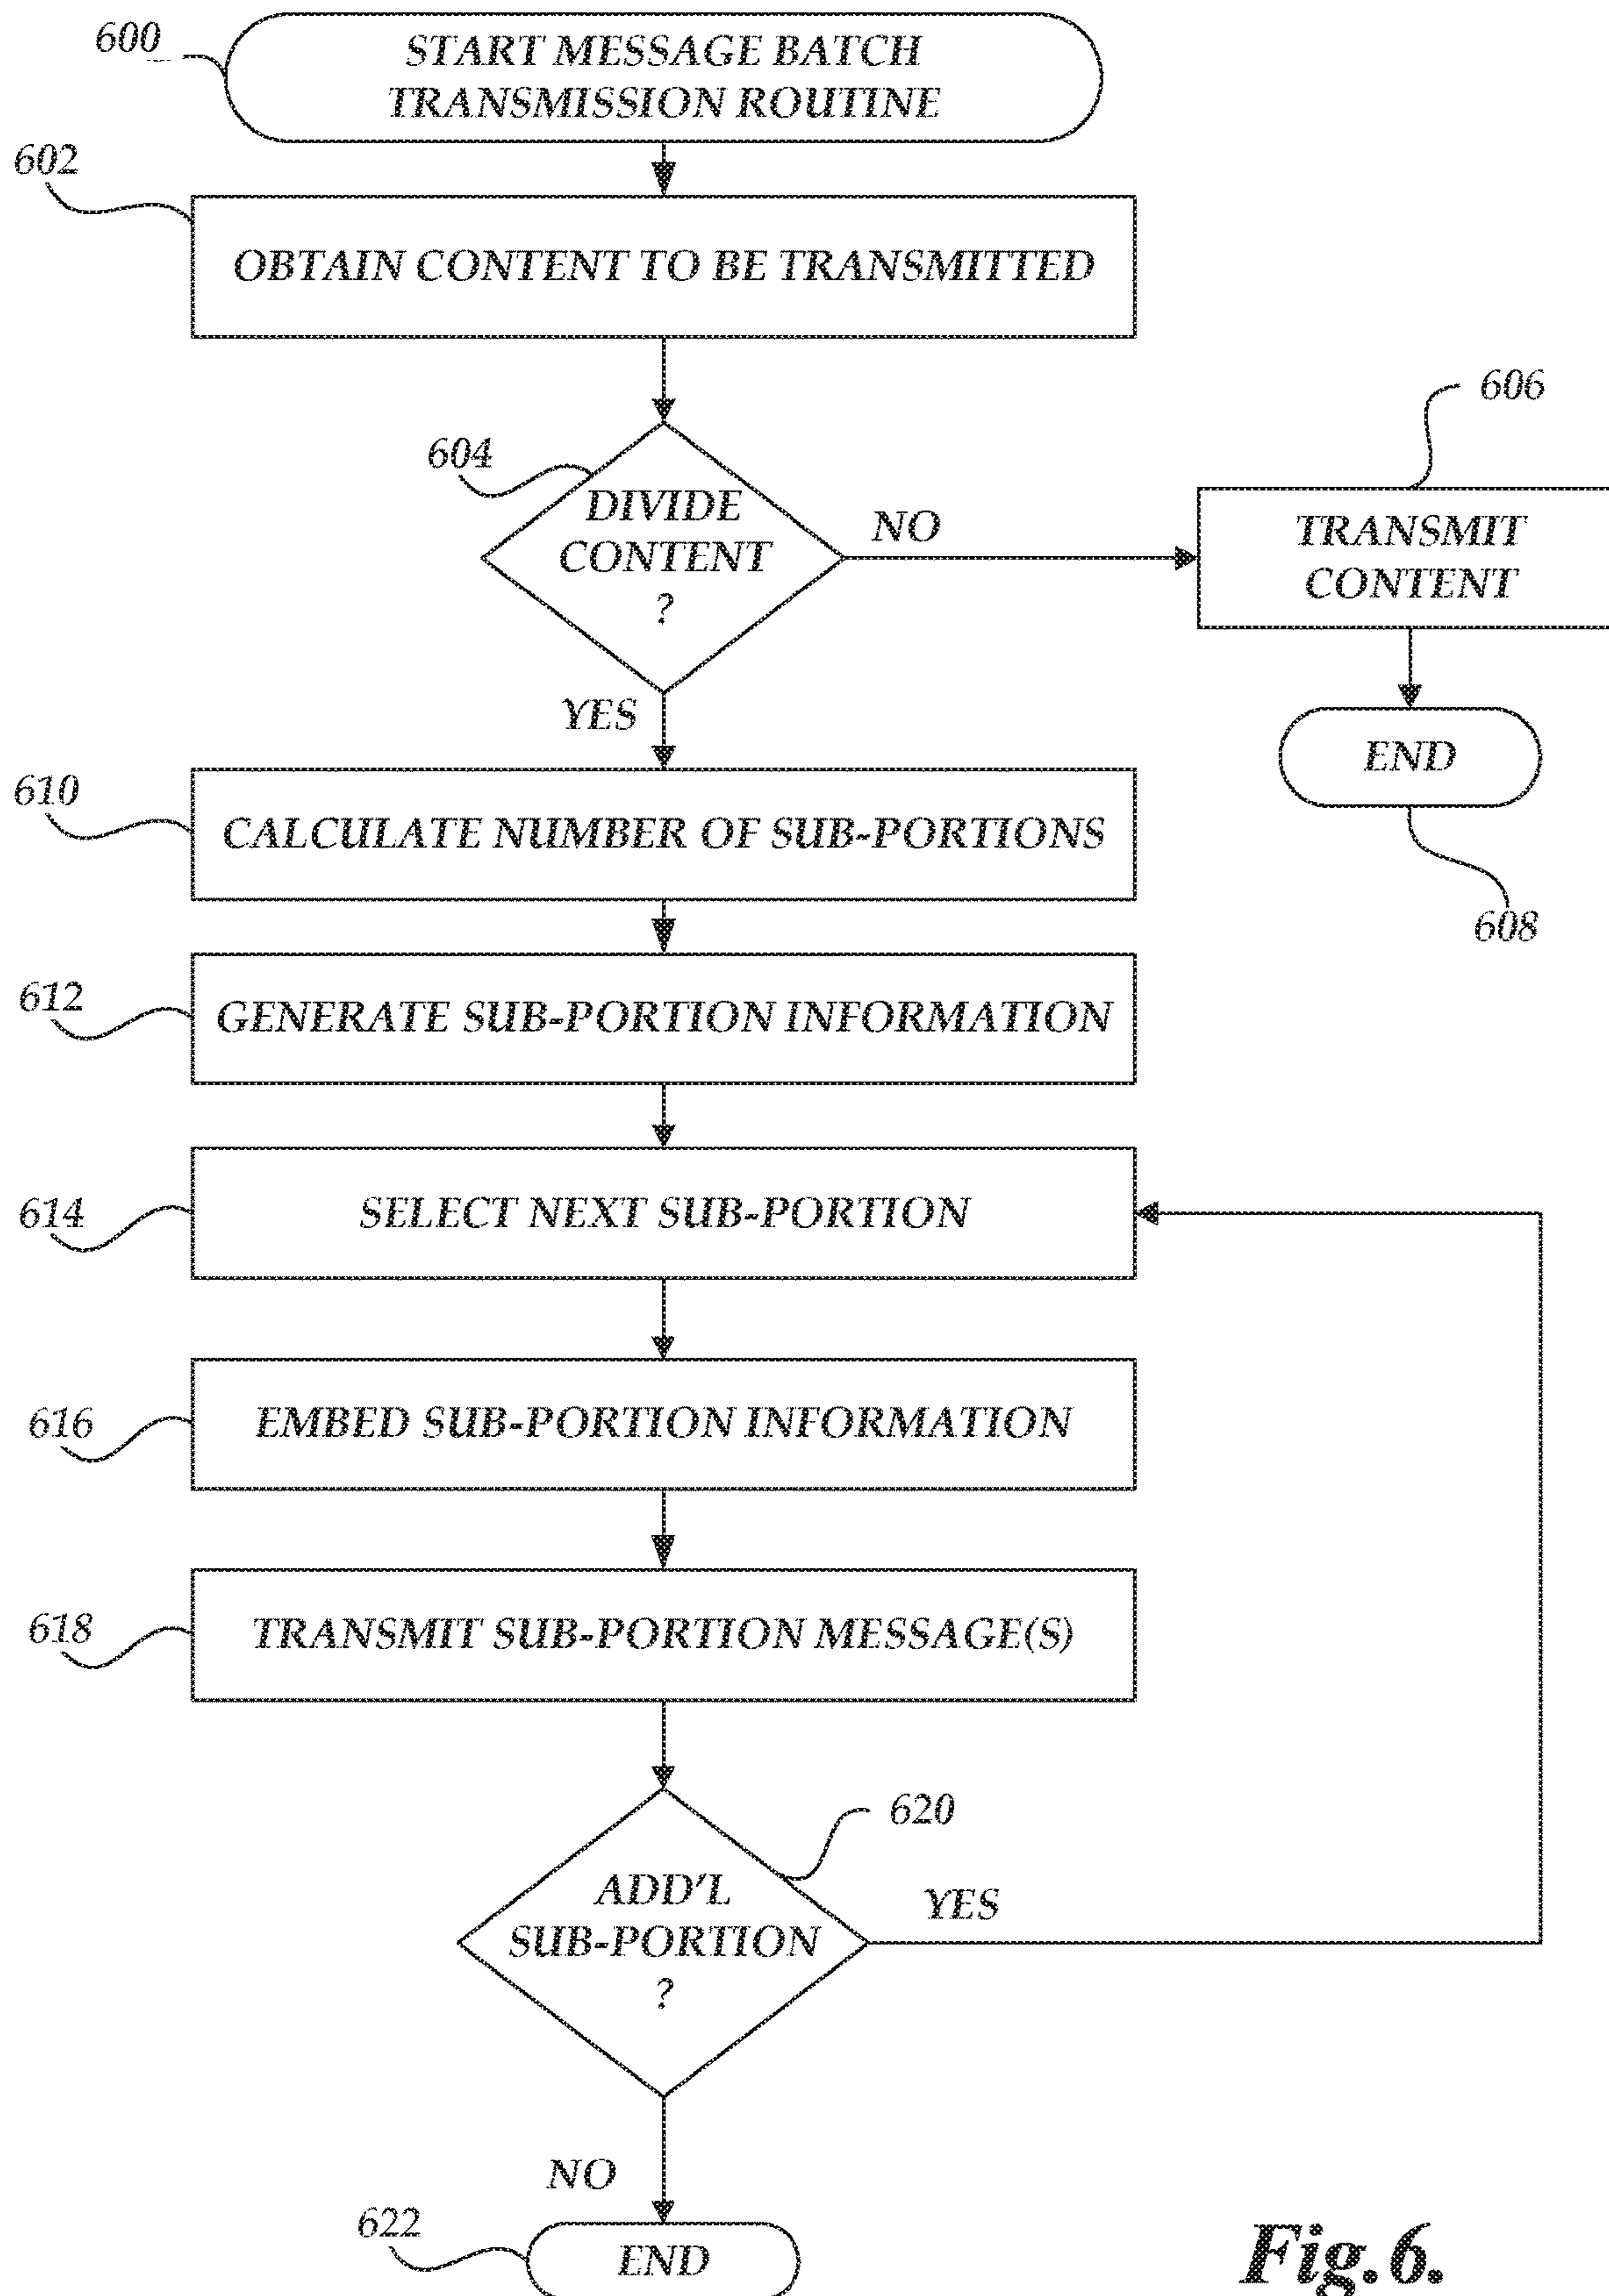 600
START MESSAGE BATCH
TRANSMISSION ROUTINE
602
OBTAIN CONTENT TO BE TRANSMITTED
604
DIVIDE
CONTENT
?
NO
606
TRANSMIT
CONTENT
END
608
YES
610
CALCULATE NUMBER OF SUB-PORTIONS
612
GENERATE SUB-PORTION INFORMATION
614
SELECT NEXT SUB-PORTION
616
EMBED SUB-PORTION INFORMATION
618
TRANSMIT SUB-PORTION MESSAGE(S)
620
ADD'L
SUB-PORTION
?
YES
NO
622
END
Fig.6.